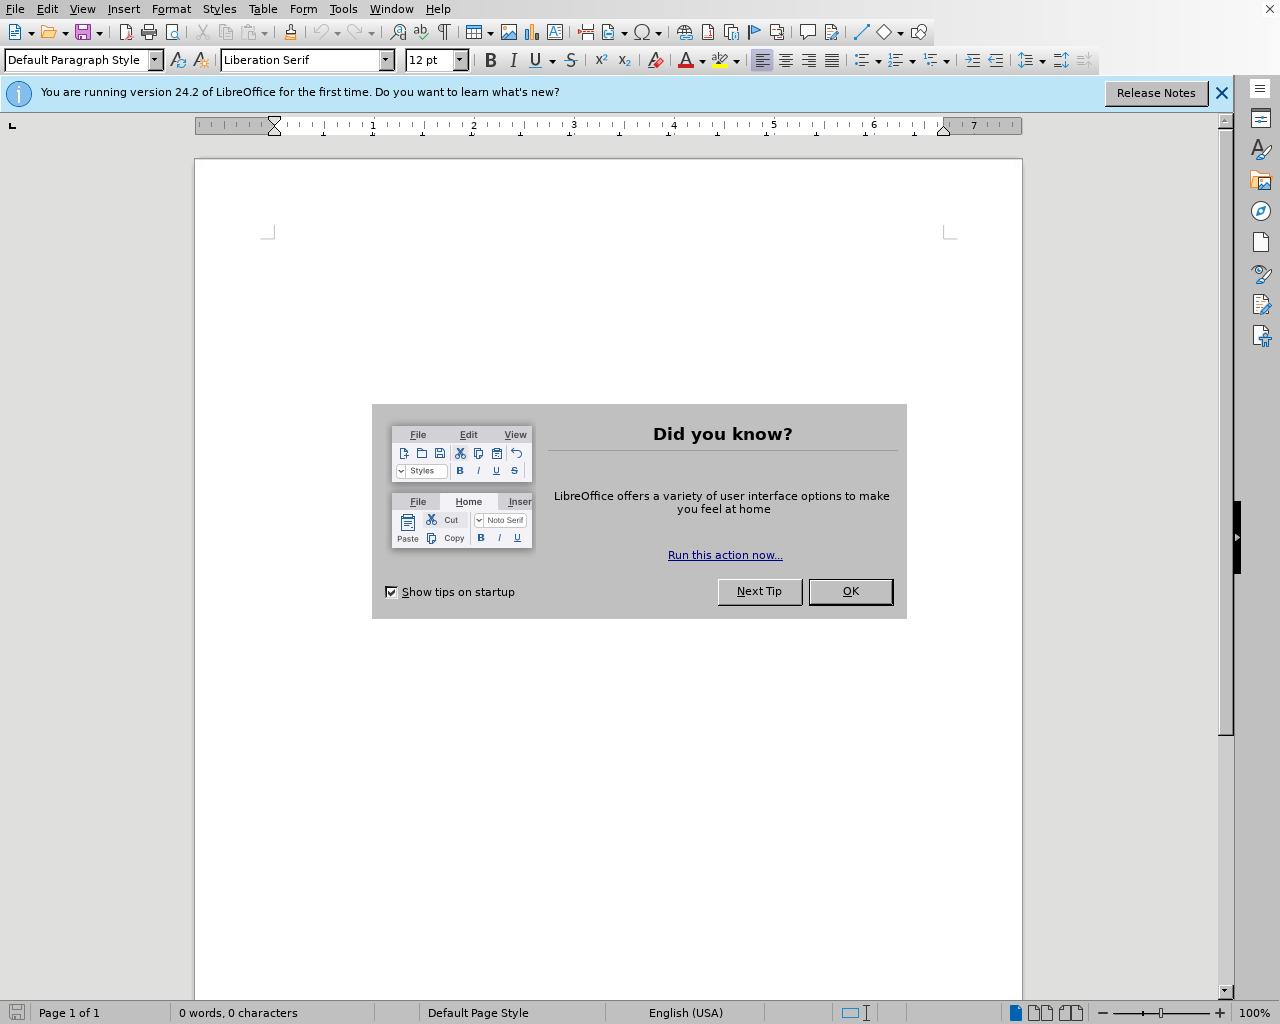 File Edit View Insert Format Styles Table Form Tools Window Help
Default Paragraph Style Liberation Serif 12 pt
You are running version 24.2 of LibreOffice for the first time. Do you want to learn what's new? Release Notes
1 2 3 4 5 6 7
File Edit View
Styles B I U S
File Home Inser
Cut Noto Serif
Paste Copy B I U
Did you know?
LibreOffice offers a variety of user interface options to make
you feel at home
Run this action now...
Show tips on startup Next Tip OK
Page 1 of 1 0 words, 0 characters Default Page Style English (USA) 100%